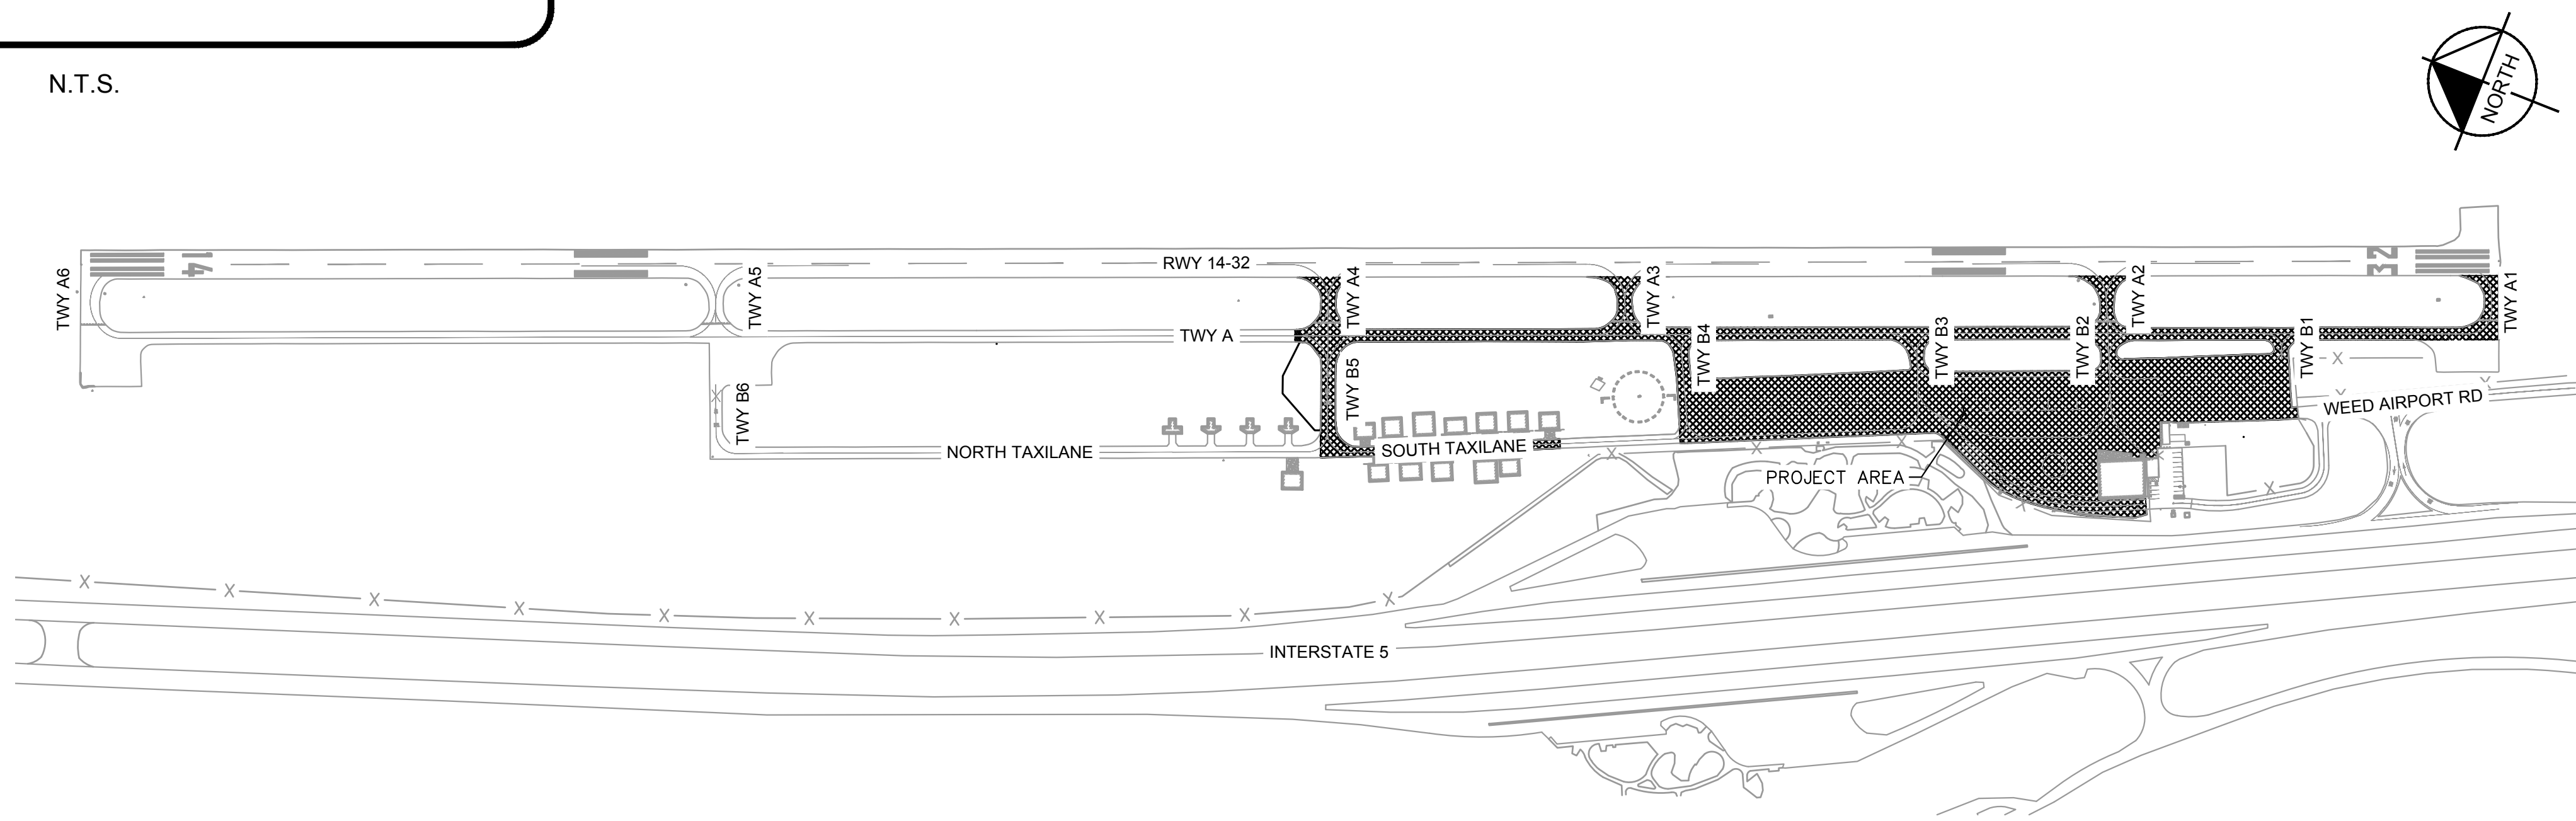 N.T.S.
NORTH
14
RWY 14-32
32
TWY A6
TWY A5
TWY A4
TWY A3
TWY A2
TWY A1
TWY A
TWY B6
TWY B5
TWY B4
TWY B3
TWY B2
TWY B1
WEED AIRPORT RD
NORTH TAXILANE
SOUTH TAXILANE
PROJECT AREA
INTERSTATE 5